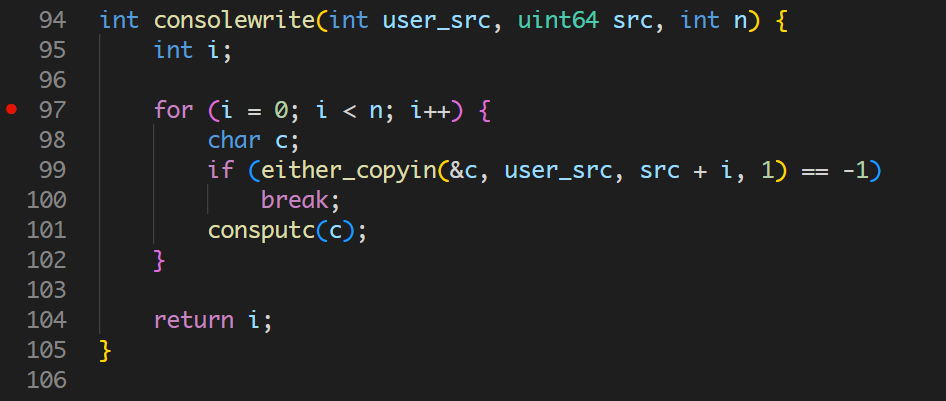 94 int consolewrite(int user_src, uint64 src, int n) {
95     int i;
96
97     for (i = 0; i < n; i++) {
98         char c;
99         if (either_copyin(&c, user_src, src + i, 1) == -1)
100             break;
101         consputc(c);
102     }
103
104     return i;
105 }
106